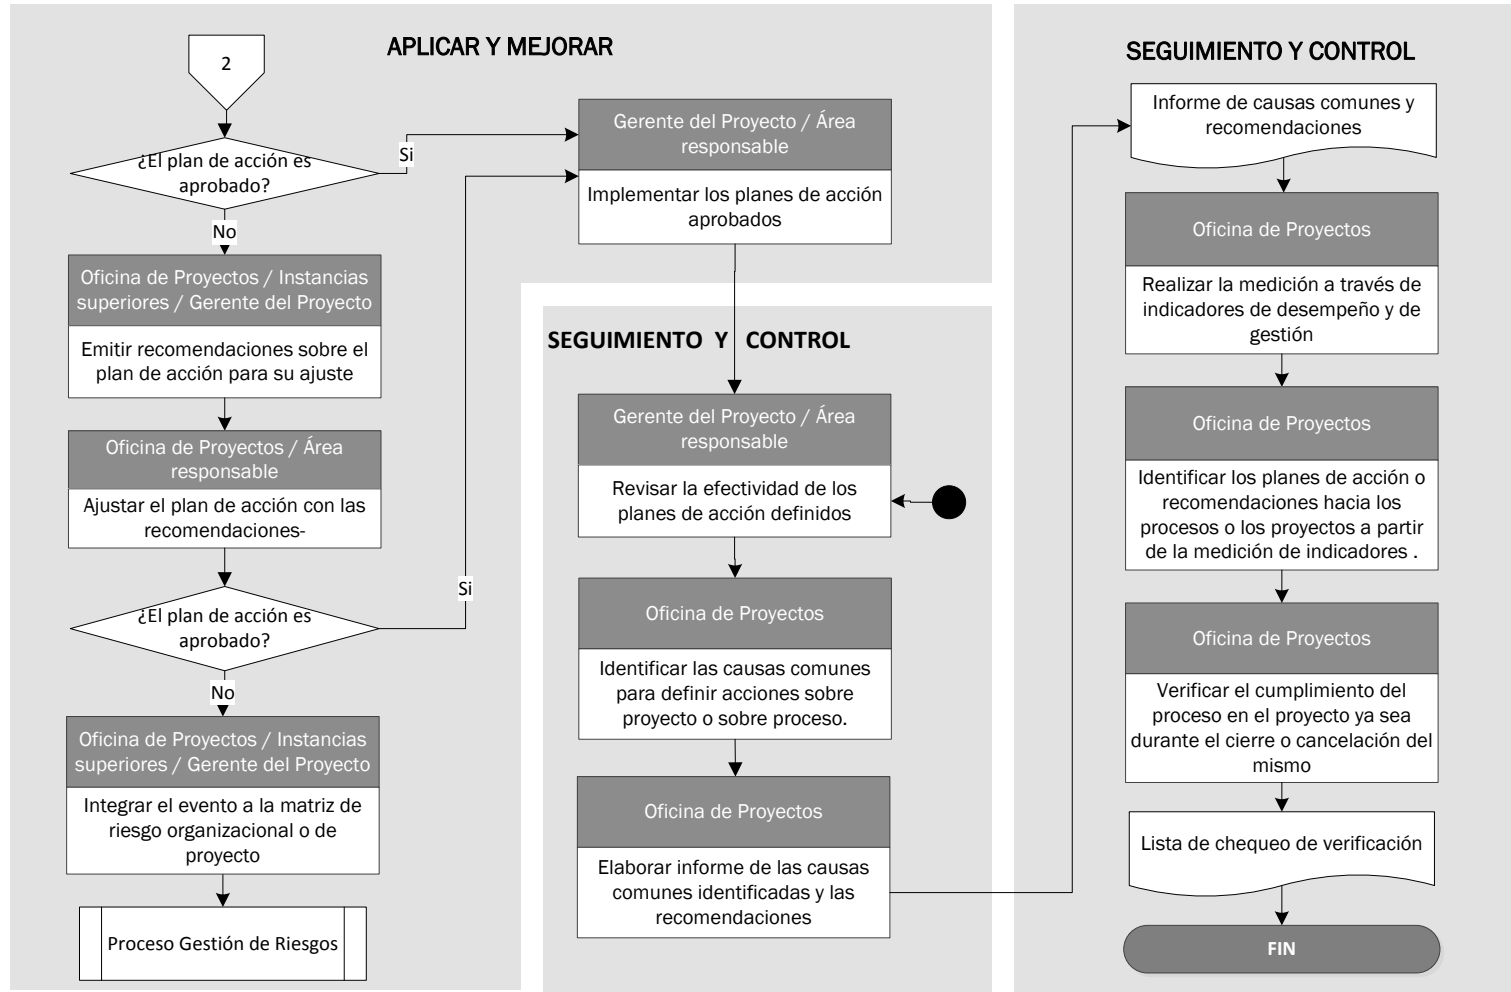 APLICAR Y MEJORAR
2
¿El plan de acción es
aprobado?
Si
No
Oficina de Proyectos / Instancias
superiores / Gerente del Proyecto
Emitir recomendaciones sobre el
plan de acción para su ajuste
Oficina de Proyectos / Área
responsable
Ajustar el plan de acción con las
recomendaciones-
¿El plan de acción es
aprobado?
Si
No
Oficina de Proyectos / Instancias
superiores / Gerente del Proyecto
Integrar el evento a la matriz de
riesgo organizacional o de
proyecto
Proceso Gestión de Riesgos
Gerente del Proyecto / Área
responsable
Implementar los planes de acción
aprobados
SEGUIMIENTO Y CONTROL
Gerente del Proyecto / Área
responsable
Revisar la efectividad de los
planes de acción definidos
Oficina de Proyectos
Identificar las causas comunes
para definir acciones sobre
proyecto o sobre proceso.
Oficina de Proyectos
Elaborar informe de las causas
comunes identificadas y las
recomendaciones
SEGUIMIENTO Y CONTROL
Informe de causas comunes y
recomendaciones
Oficina de Proyectos
Realizar la medición a través de
indicadores de desempeño y de
gestión
Oficina de Proyectos
Identificar los planes de acción o
recomendaciones hacia los
procesos o los proyectos a partir
de la medición de indicadores .
Oficina de Proyectos
Verificar el cumplimiento del
proceso en el proyecto ya sea
durante el cierre o cancelación del
mismo
Lista de chequeo de verificación
FIN